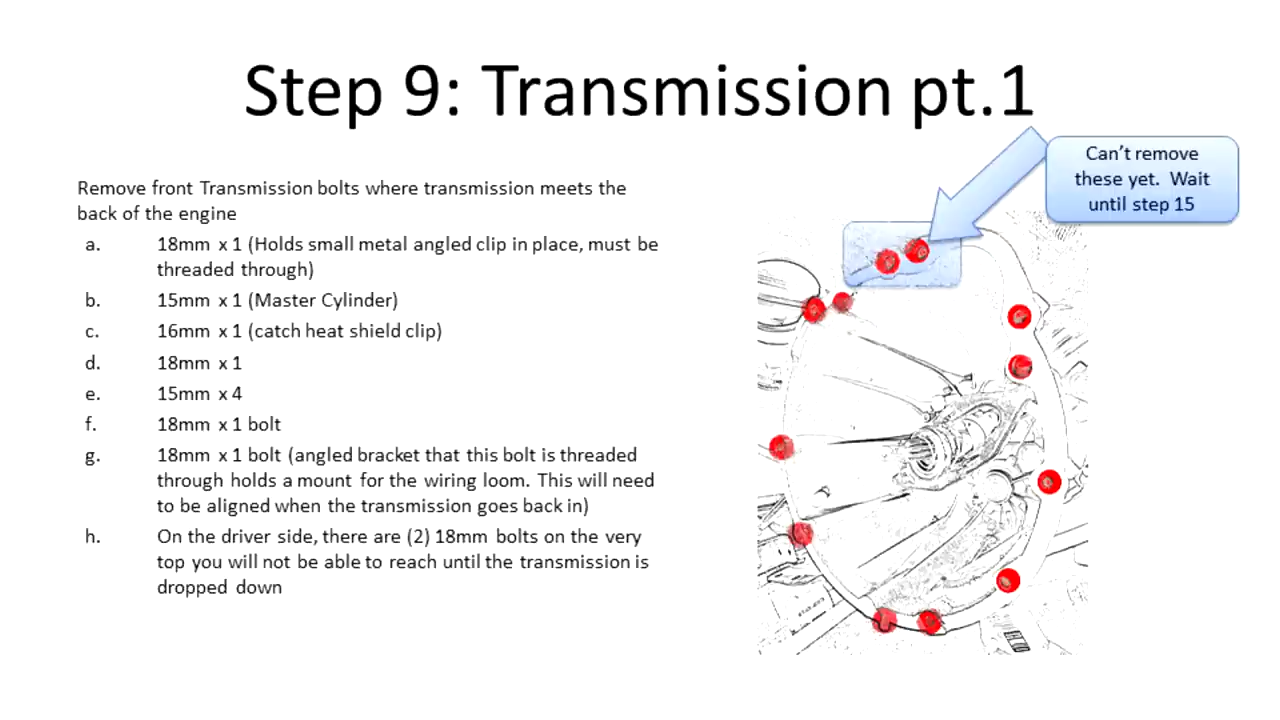 Step 9: Transmission pt.1
Can't remove
these yet. Wait
until step 15
Remove front Transmission bolts where transmission meets the
back of the engine
a. 18mm x 1 (Holds small metal angled clip in place, must be
threaded through)
b. 15mm x 1 (Master Cylinder)
c. 16mm x 1 (catch heat shield clip)
d. 18mm x 1
e. 15mm x 4
f. 18mm x 1 bolt
g. 18mm x 1 bolt (angled bracket that this bolt is threaded
through holds a mount for the wiring loom. This will need
to be aligned when the transmission goes back in)
h. On the driver side, there are (2) 18mm bolts on the very
top you will not be able to reach until the transmission is
dropped down